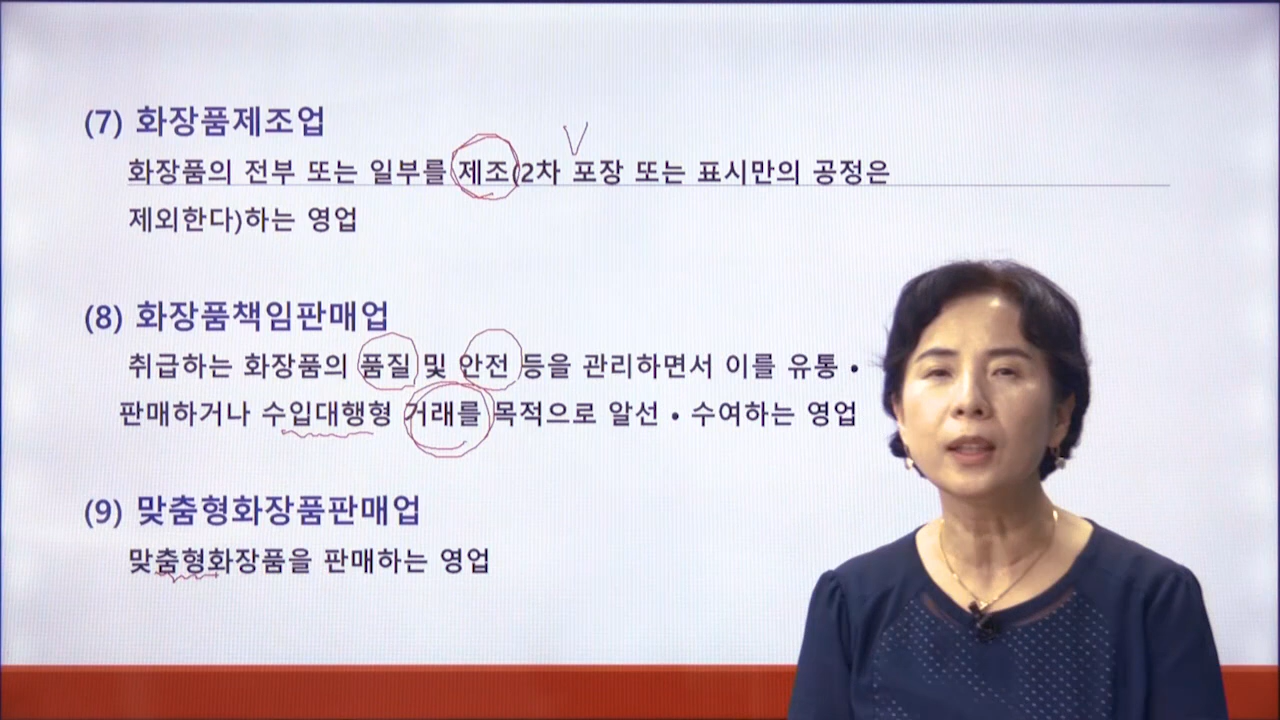 (7) 화장품제조업
화장품의 전부 또는 일부를 제조(2차 포장 또는 표시만의 공정은
제외한다)하는 영업
(8) 화장품책임판매업
취급하는 화장품의 품질 및 안전 등을 관리하면서 이를 유통 •
판매하거나 수입대행형 거래를 목적으로 알선 • 수여하는 영업
(9) 맞춤형화장품판매업
맞춤형화장품을 판매하는 영업